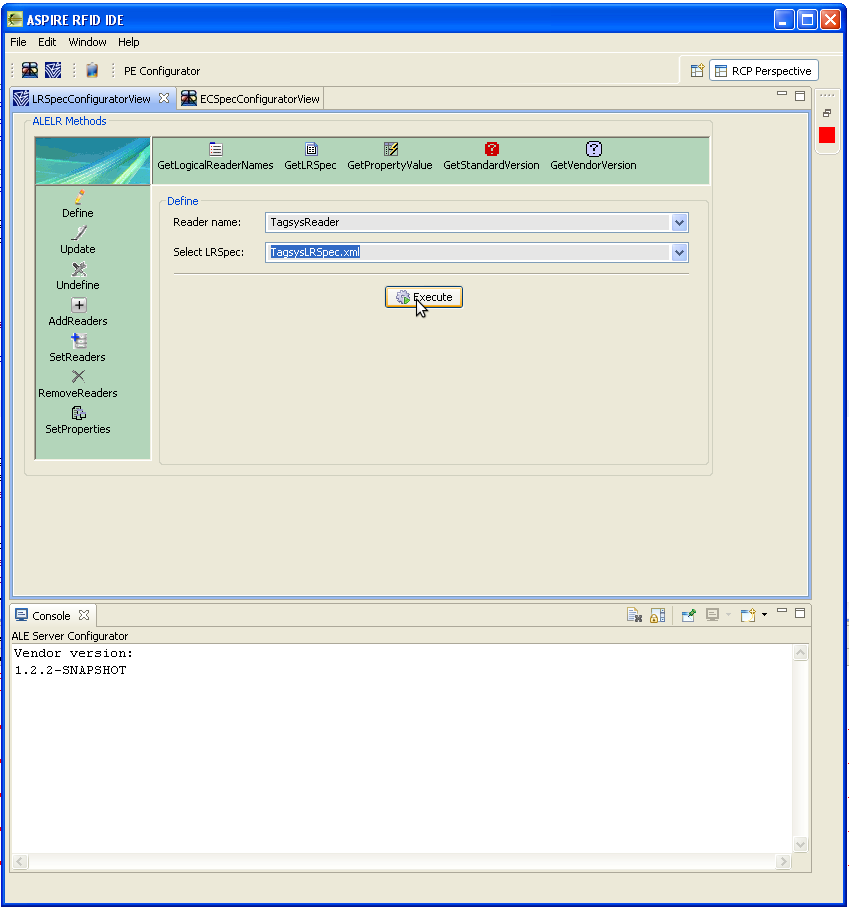 ASPIRE RFID IDE
File Edit Window Help
PE Configurator
RCP Perspective
LRSpecConfiguratorView
ECSpecConfiguratorView
ALELR Methods
GetLogicalReaderNames GetLRSpec GetPropertyValue GetStandardVersion GetVendorVersion
Define
Update
Undefine
AddReaders
SetReaders
RemoveReaders
SetProperties
Define
Reader name: TagsysReader
Select LRSpec: TagsysLRSpec.xml
Execute
Console
ALE Server Configurator
Vendor version:
1.2.2-SNAPSHOT